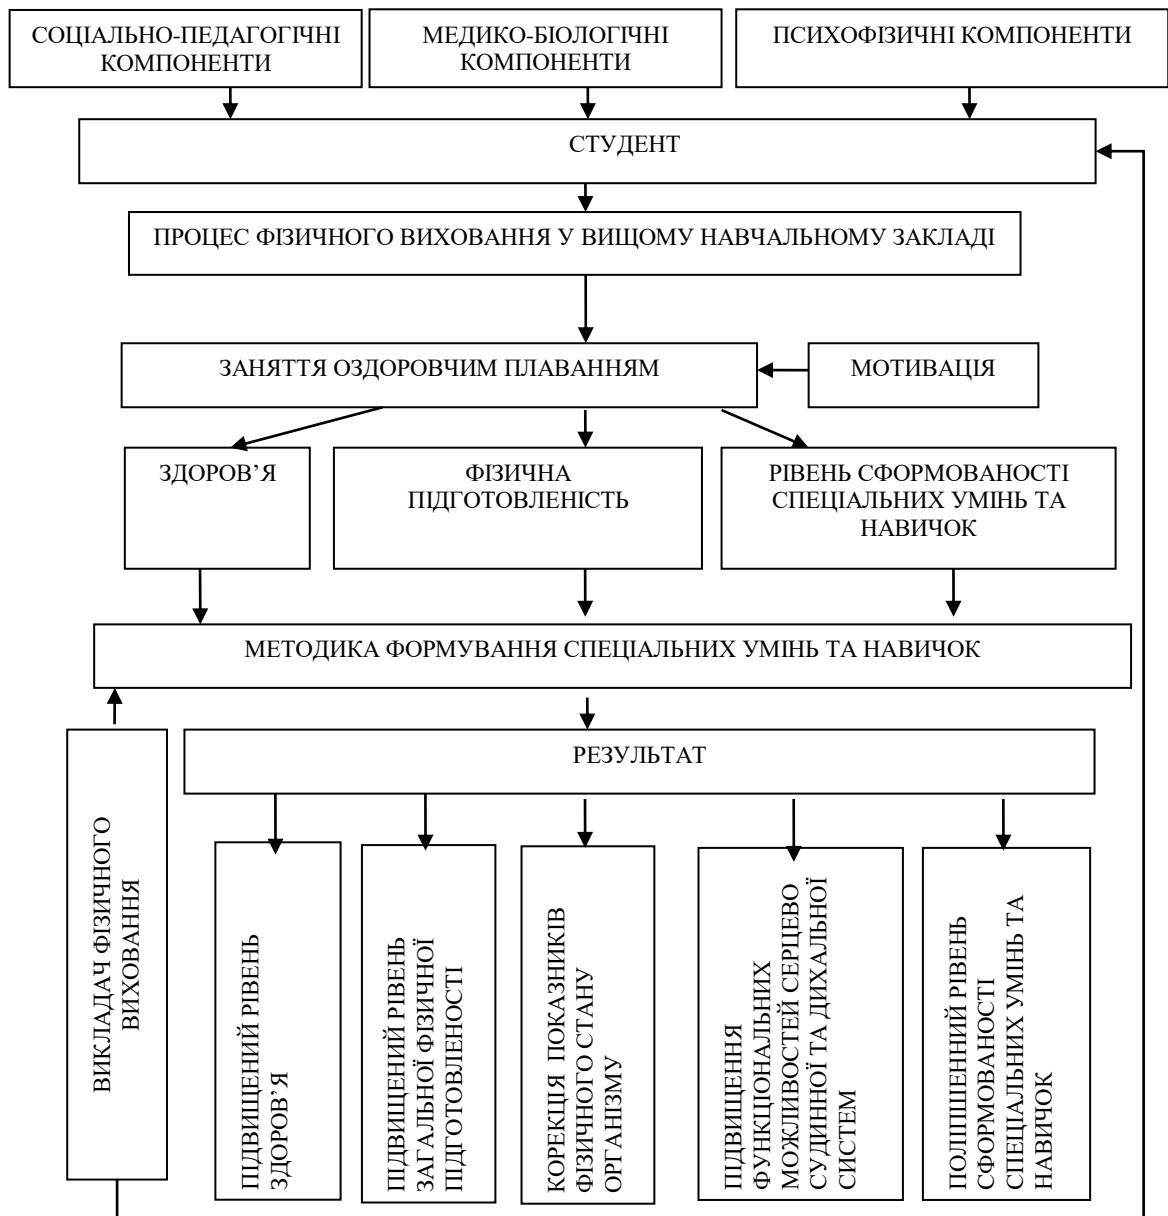 СОЦІАЛЬНО-ПЕДАГОГІЧНІ
КОМПОНЕНТИ
МЕДИКО-БІОЛОГІЧНІ
КОМПОНЕНТИ
ПСИХОФІЗИЧНІ КОМПОНЕНТИ
СТУДЕНТ
ПРОЦЕС ФІЗИЧНОГО ВИХОВАННЯ У ВИЩОМУ НАВЧАЛЬНОМУ ЗАКЛАДІ
ЗАНЯТТЯ ОЗДОРОВЧИМ ПЛАВАННЯМ
МОТИВАЦІЯ
ЗДОРОВ’Я
ФІЗИЧНА
ПІДГОТОВЛЕНІСТЬ
РІВЕНЬ СФОРМОВАНОСТІ
СПЕЦІАЛЬНИХ УМІНЬ ТА
НАВИЧОК
МЕТОДИКА ФОРМУВАННЯ СПЕЦІАЛЬНИХ УМІНЬ ТА НАВИЧОК
ВИКЛАДАЧ ФІЗИЧНОГО
ВИХОВАННЯ
РЕЗУЛЬТАТ
ПІДВИЩЕНИЙ РІВЕНЬ
ЗДОРОВ’Я
ПІДВИЩЕНИЙ РІВЕНЬ
ЗАГАЛЬНОЇ ФІЗИЧНОЇ
ПІДГОТОВЛЕНОСТІ
КОРЕКЦІЯ ПОКАЗНИКІВ
ФІЗИЧНОГО СТАНУ
ОРГАНІЗМУ
ПІДВИЩЕННЯ
ФУНКЦІОНАЛЬНИХ
МОЖЛИВОСТЕЙ СЕРЦЕВО
СУДИННОЇ ТА ДИХАЛЬНОЇ
СИСТЕМ
ПОЛІПШЕННИЙ РІВЕНЬ
СФОРМОВАНОСТІ
СПЕЦІАЛЬНИХ УМІНЬ ТА
НАВИЧОК